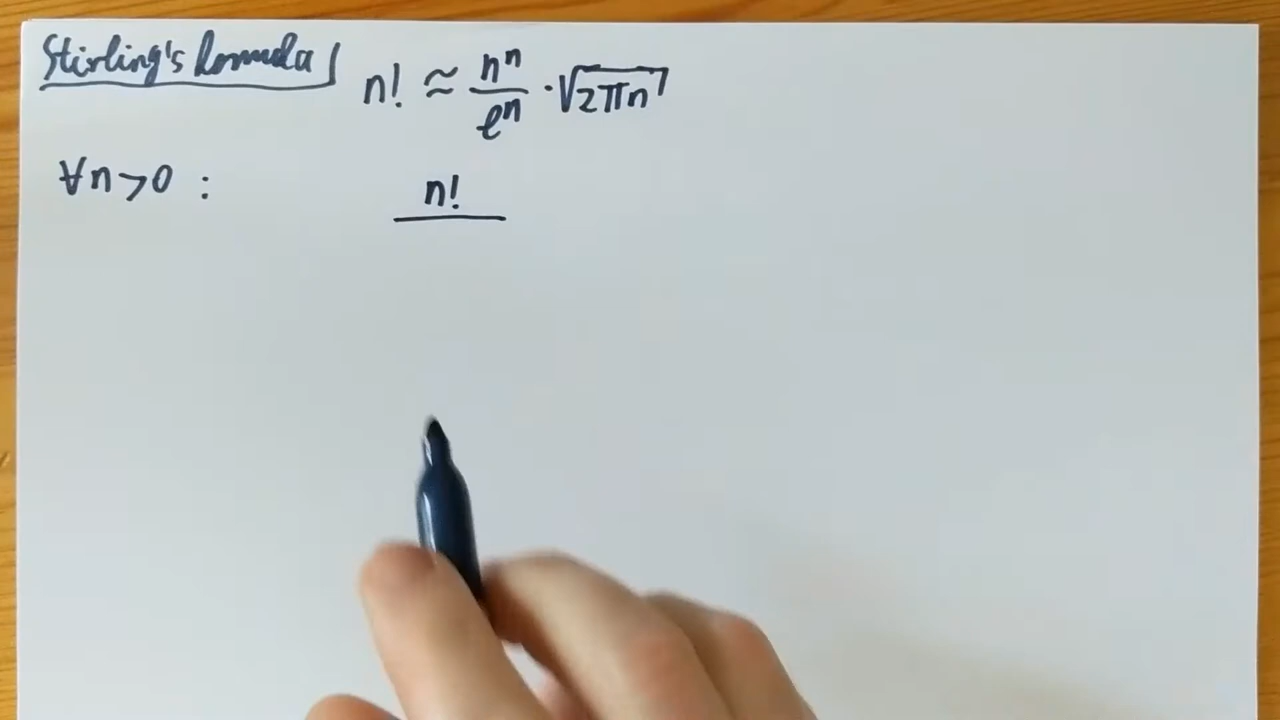 Stirling's formula
n! ≈ n^n / e^n · √(2πn)
∀n>0 : n!